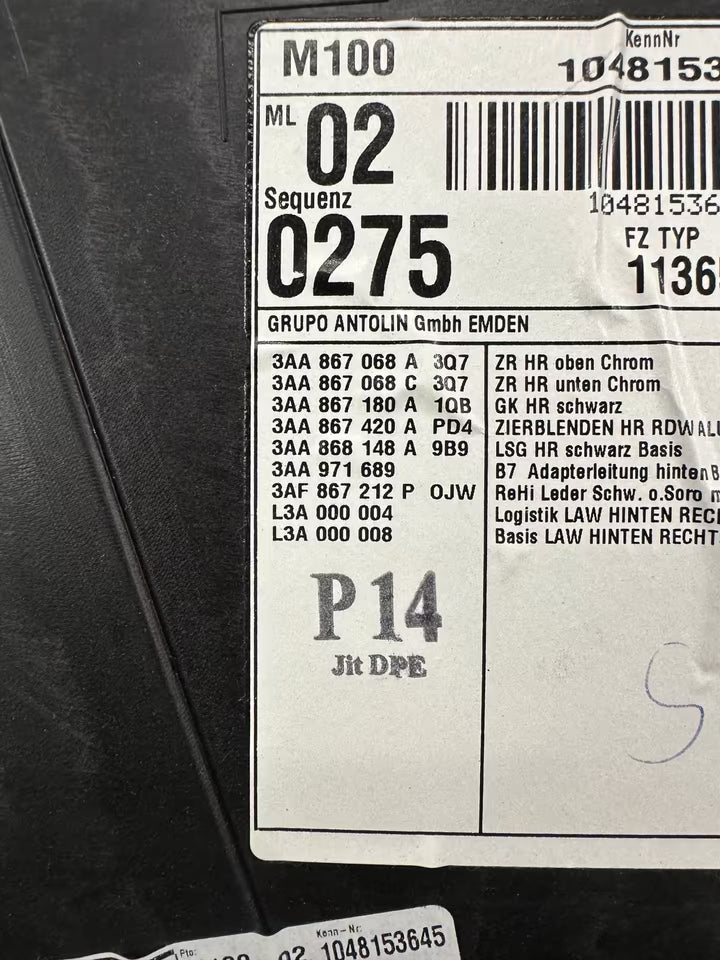 M100
KennNr
1048153
ML 02
10481536
Sequenz
0275
FZ TYP
1136
GRUPO ANTOLIN Gmbh EMDEN
3AA 867 068 A 3Q7 ZR HR oben Chrom
3AA 867 068 C 3Q7 ZR HR unten Chrom
3AA 867 180 A 1QB GK HR schwarz
3AA 867 420 A PD4 ZIERBLENDEN HR RDW ALU
3AA 868 148 A 9B9 LSG HR schwarz Basis
3AA 971 689 B7 Adapterleitung hinten B
3AF 867 212 P OJW ReHi Leder Schw. o.Soro
L3A 000 004 Logistik LAW HINTEN REC
L3A 000 008 Basis LAW HINTEN RECHT
P 14
Jit DPE
S
Pto:
Kenn-Nr:
02 1048153645